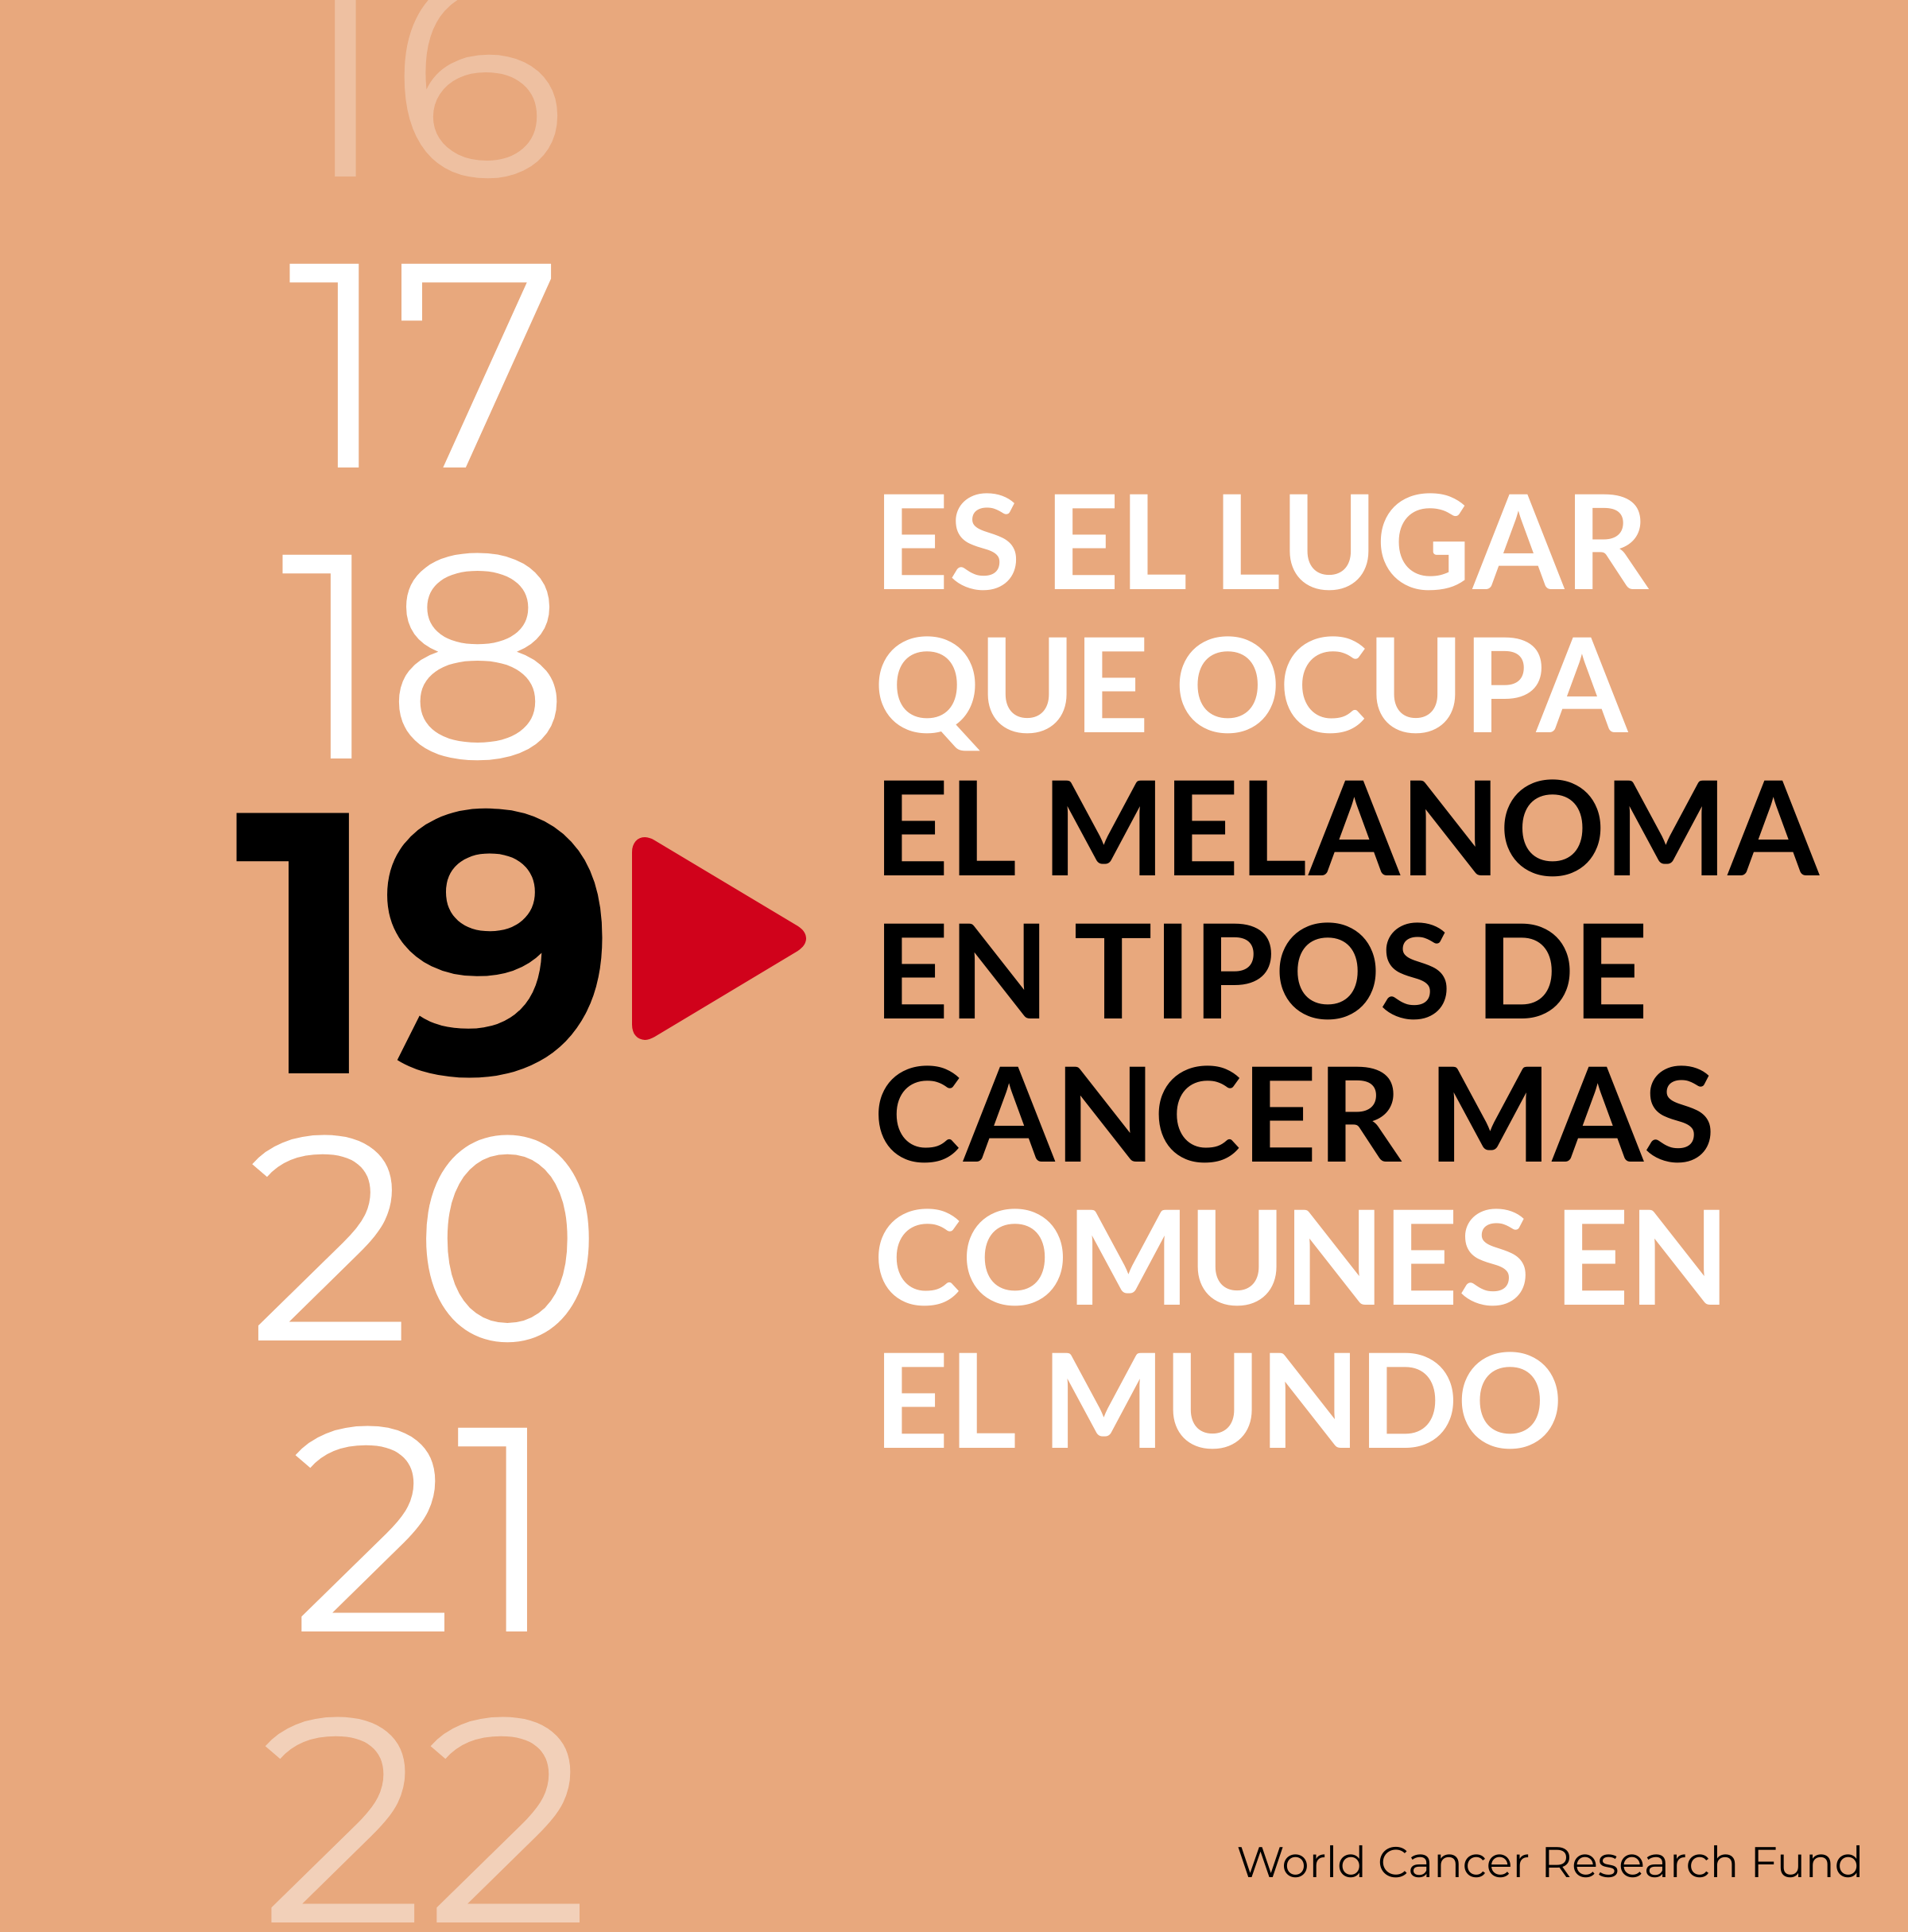 16
17
18
19
20
21
22
ES EL LUGAR
QUE OCUPA
EL MELANOMA
EN TIPOS DE
CANCER MAS
COMUNES EN
EL MUNDO
World Cancer Research Fund